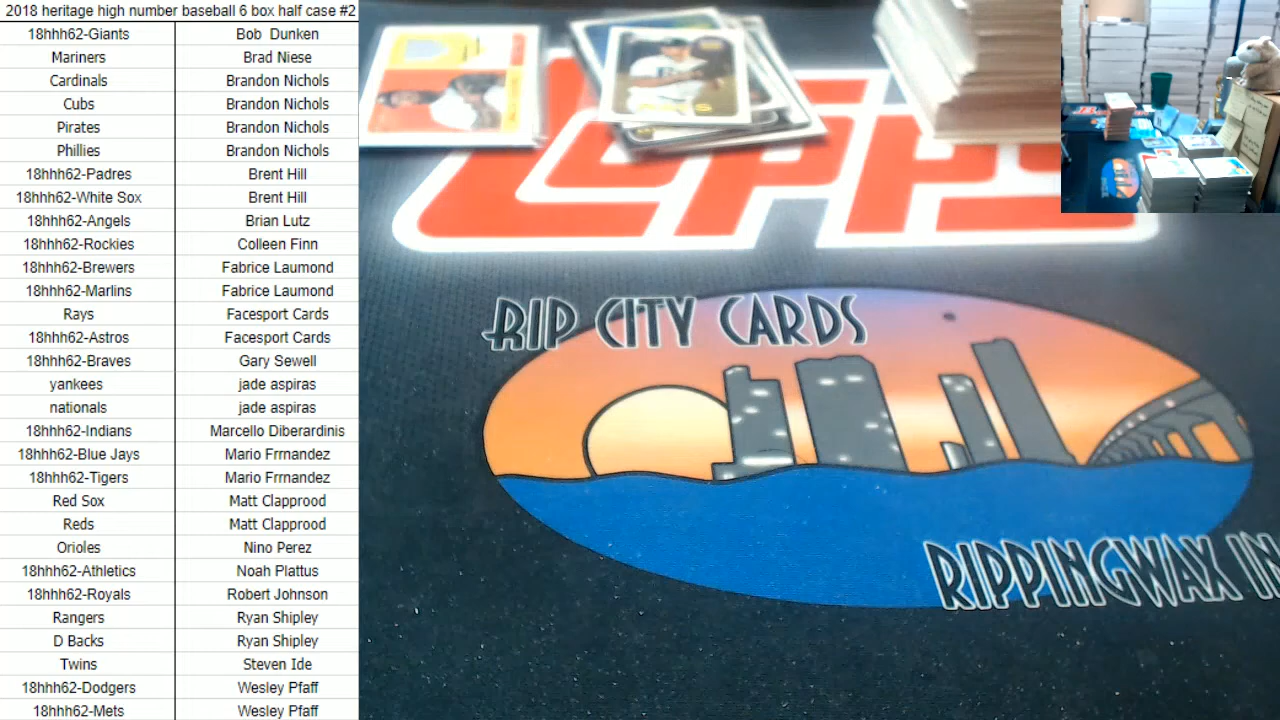 2018 heritage high number baseball 6 box half case #2
18hhh62-Giants Bob Dunken
Mariners Brad Niese
Cardinals Brandon Nichols
Cubs Brandon Nichols
Pirates Brandon Nichols
Phillies Brandon Nichols
18hhh62-Padres Brent Hill
18hhh62-White Sox Brent Hill
18hhh62-Angels Brian Lutz
18hhh62-Rockies Colleen Finn
18hhh62-Brewers Fabrice Laumond
18hhh62-Marlins Fabrice Laumond
Rays Facesport Cards
18hhh62-Astros Facesport Cards
18hhh62-Braves Gary Sewell
yankees jade aspiras
nationals jade aspiras
18hhh62-Indians Marcello Diberardinis
18hhh62-Blue Jays Mario Frrnandez
18hhh62-Tigers Mario Frrnandez
Red Sox Matt Clapprood
Reds Matt Clapprood
Orioles Nino Perez
18hhh62-Athletics Noah Plattus
18hhh62-Royals Robert Johnson
Rangers Ryan Shipley
D Backs Ryan Shipley
Twins Steven Ide
18hhh62-Dodgers Wesley Pfaff
18hhh62-Mets Wesley Pfaff
RIP CITY CARDS
RIPPINGWAX IN